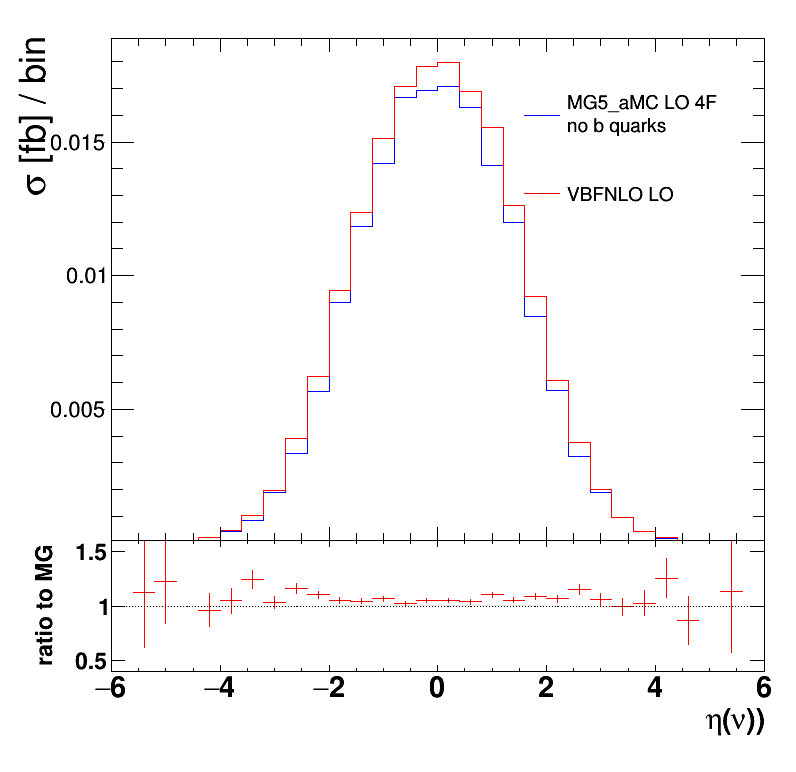 σ [fb] / bin
0.015
0.01
0.005
MG5_aMC LO 4F
no b quarks
VBFNLO LO
ratio to MG
1.5
1
0.5
−6 −4 −2 0 2 4 6
η(ν))